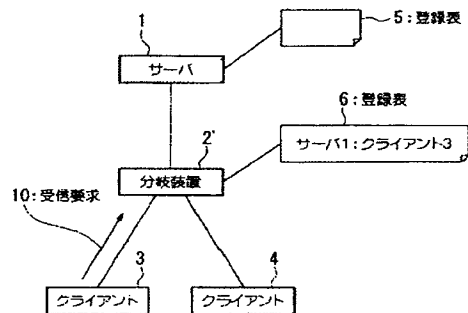 1
5:登録表
サーバ
6:登録表
2'
サーバ1:クライアント3
分岐装置
10:受信要求
3
4
クライアント
クライアント